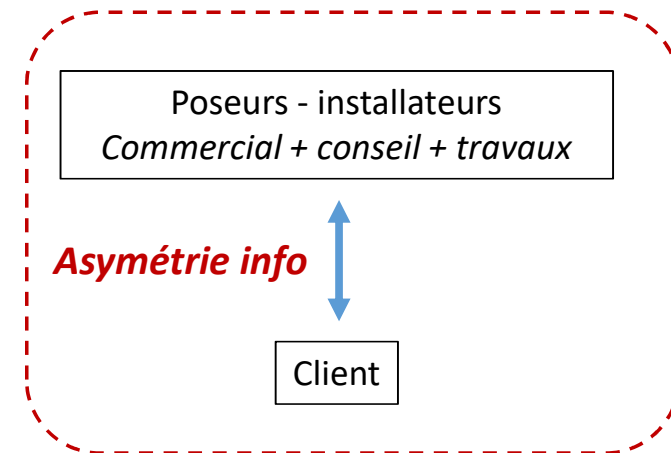 Poseurs - installateurs
Commercial + conseil + travaux
Asymétrie info
Client